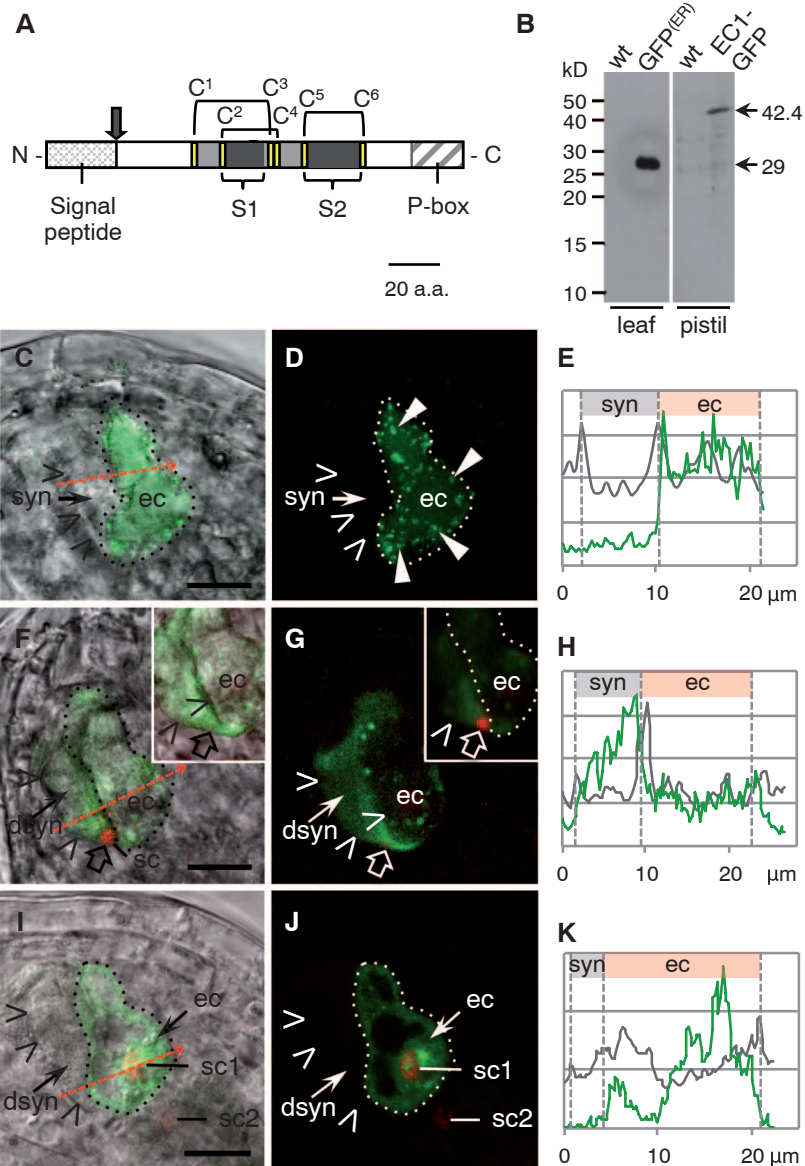 A
C1 C3 C5 C6
C2 C4
N - - C
Signal peptide
S1 S2 P-box
20 a.a.
B
wt GFP(ER) wt EC1-GFP
kD
50
40
30
25
20
15
10
42.4
29
leaf pistil
C
syn ec
D
syn ec
E
syn ec
0 10 20 µm
F
ec
ec
dsyn
sc
G
ec
ec
dsyn
H
syn ec
0 10 20 µm
I
ec
sc1
dsyn
sc2
J
ec
sc1
dsyn
sc2
K
syn ec
0 10 20 µm